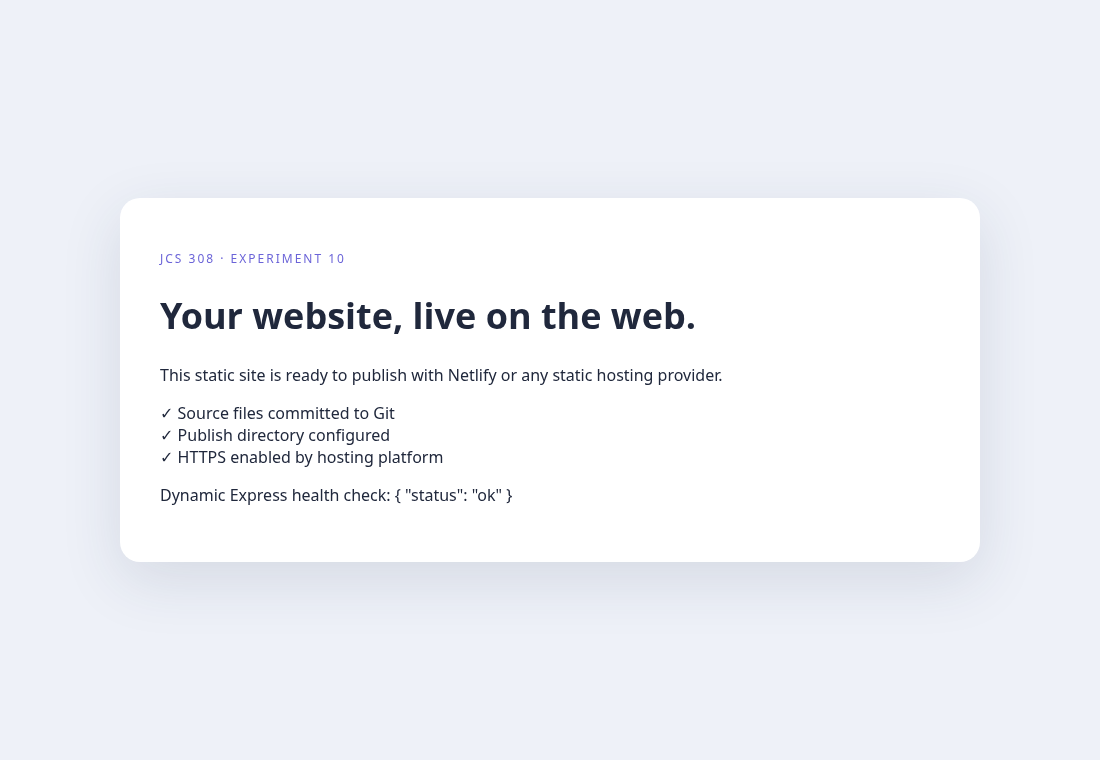 JCS 308 · EXPERIMENT 10
Your website, live on the web.
This static site is ready to publish with Netlify or any static hosting provider.
✓ Source files committed to Git
✓ Publish directory configured
✓ HTTPS enabled by hosting platform
Dynamic Express health check: { "status": "ok" }